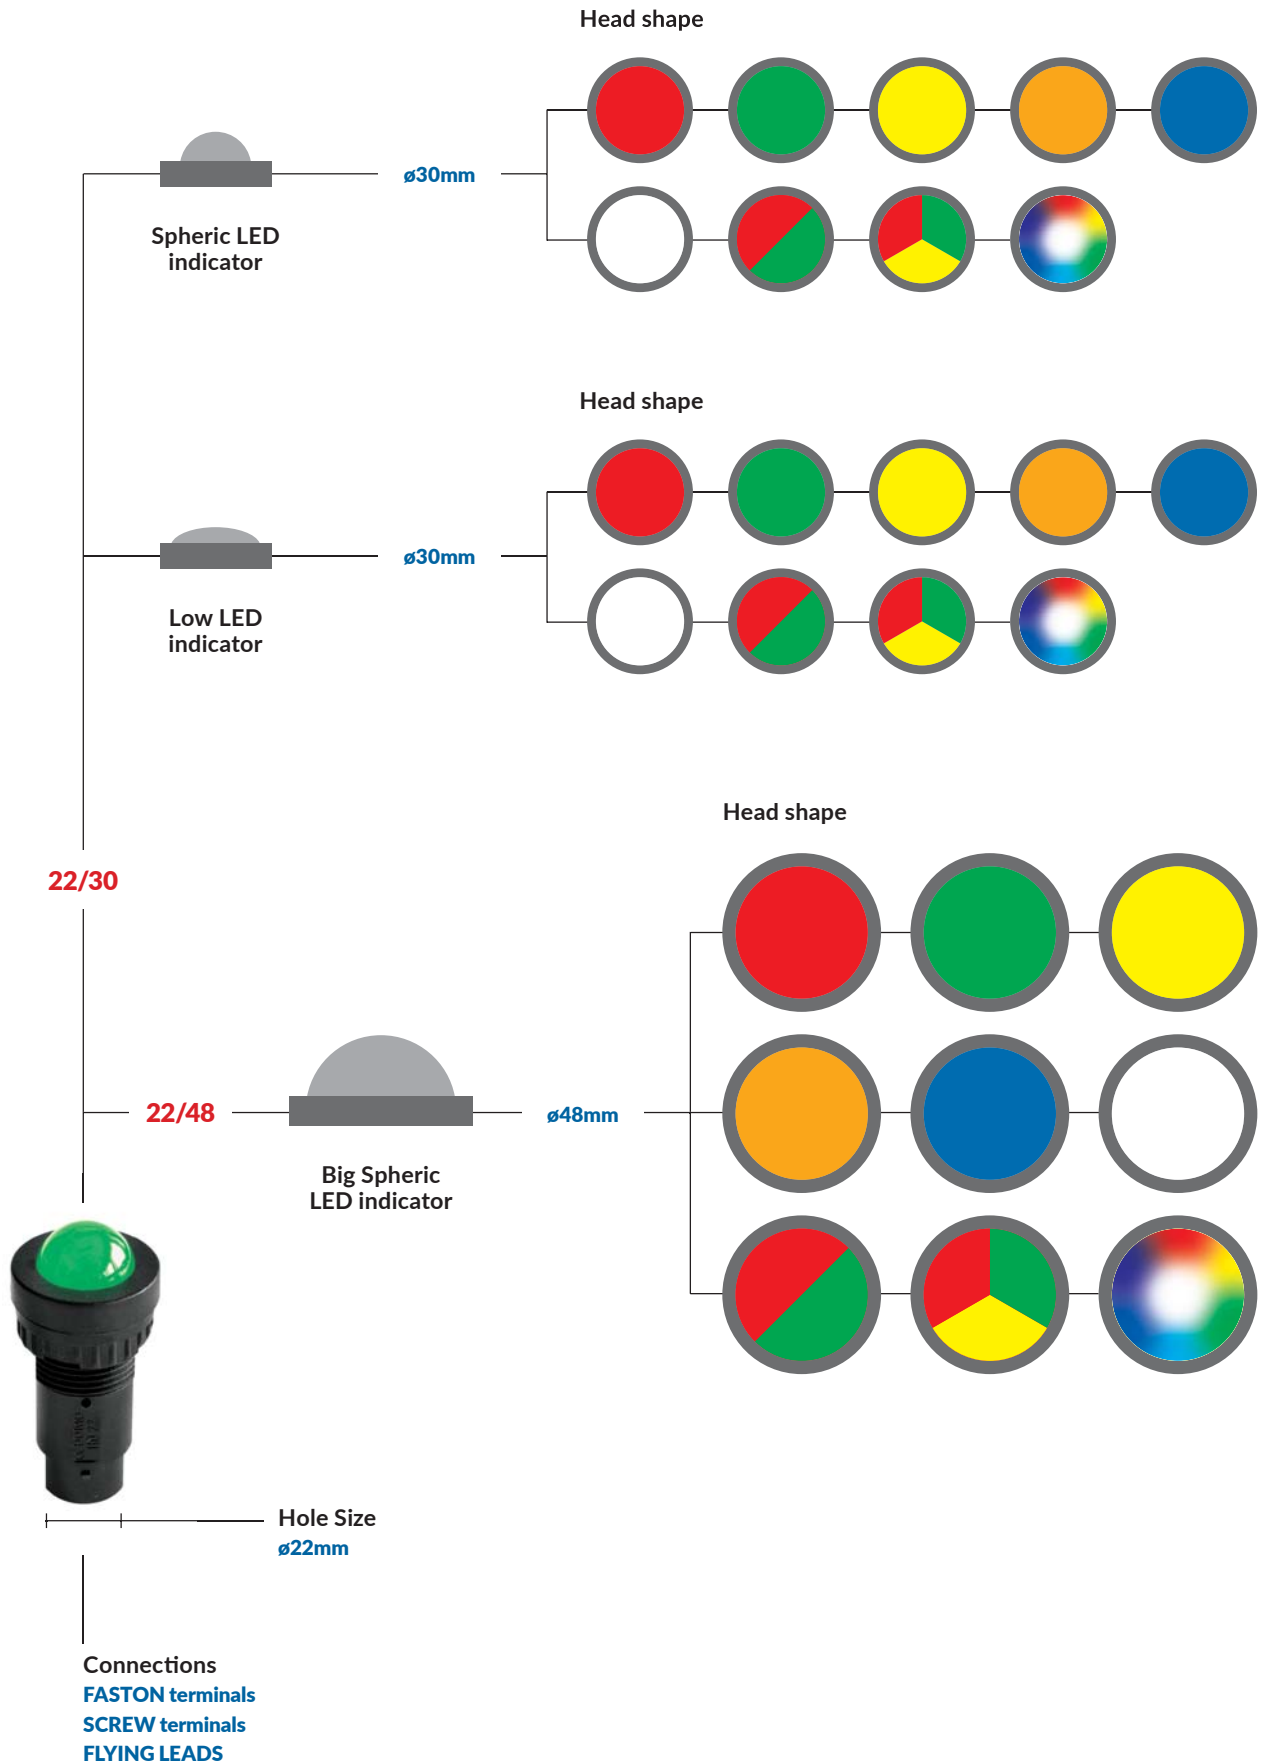 Head shape
ø30mm
Spheric LED
indicator
Head shape
ø30mm
Low LED
indicator
Head shape
22/30
22/48
ø48mm
Big Spheric
LED indicator
Hole Size
ø22mm
Connections
FASTON terminals
SCREW terminals
FLYING LEADS